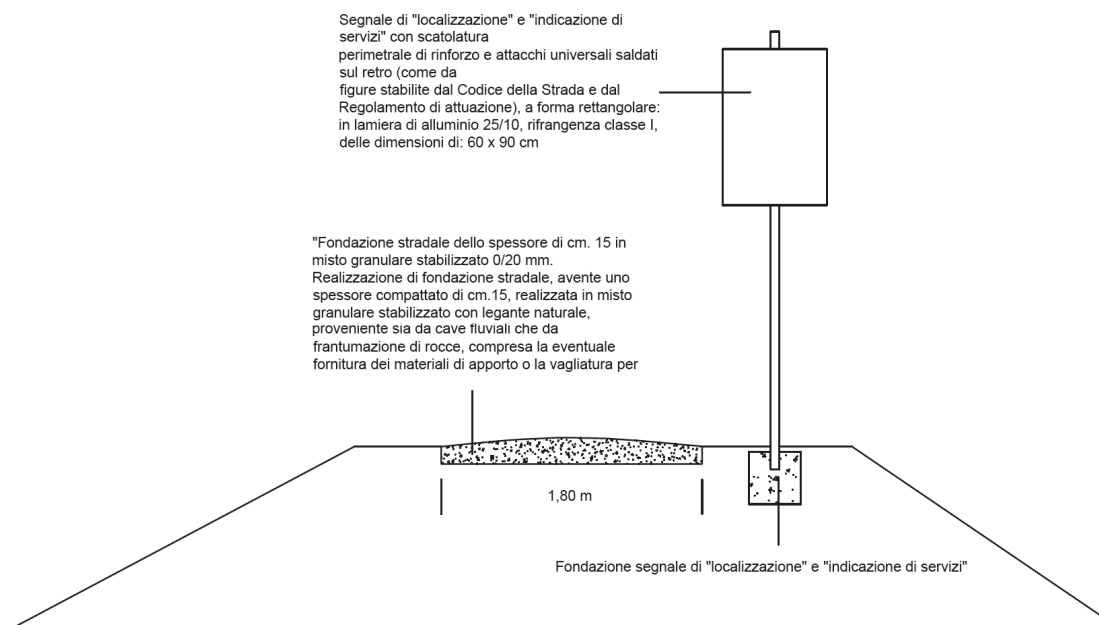 Segnale di "localizzazione" e "indicazione di
servizi" con scatolatura
perimetrale di rinforzo e attacchi universali saldati
sul retro (come da
figure stabilite dal Codice della Strada e dal
Regolamento di attuazione), a forma rettangolare:
in lamiera di alluminio 25/10, rifrangenza classe I,
delle dimensioni di: 60 x 90 cm
"Fondazione stradale dello spessore di cm. 15 in
misto granulare stabilizzato 0/20 mm.
Realizzazione di fondazione stradale, avente uno
spessore compattato di cm.15, realizzata in misto
granulare stabilizzato con legante naturale,
proveniente sia da cave fluviali che da
frantumazione di rocce, compresa la eventuale
fornitura dei materiali di apporto o la vagliatura per
1,80 m
Fondazione segnale di "localizzazione" e "indicazione di servizi"